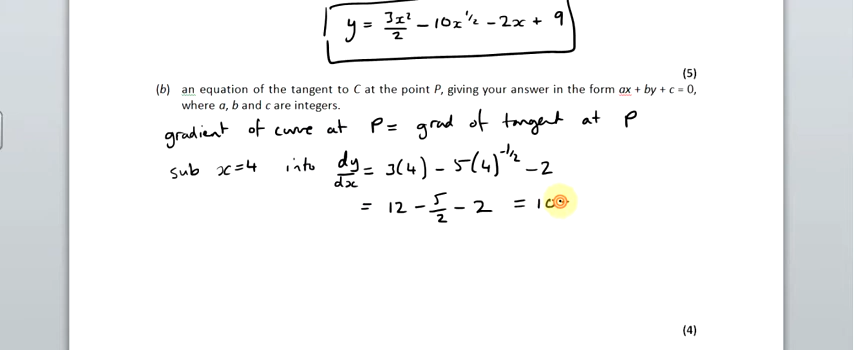 y = 3x²/2 - 10x^1/2 - 2x + 9
(5)
(b) an equation of the tangent to C at the point P, giving your answer in the form ax + by + c = 0,
where a, b and c are integers.
gradient of curve at P = grad of tangent at P
sub x=4 into dy/dx = 3(4) - 5(4)^-1/2 - 2
= 12 - 5/2 - 2 = 10
(4)